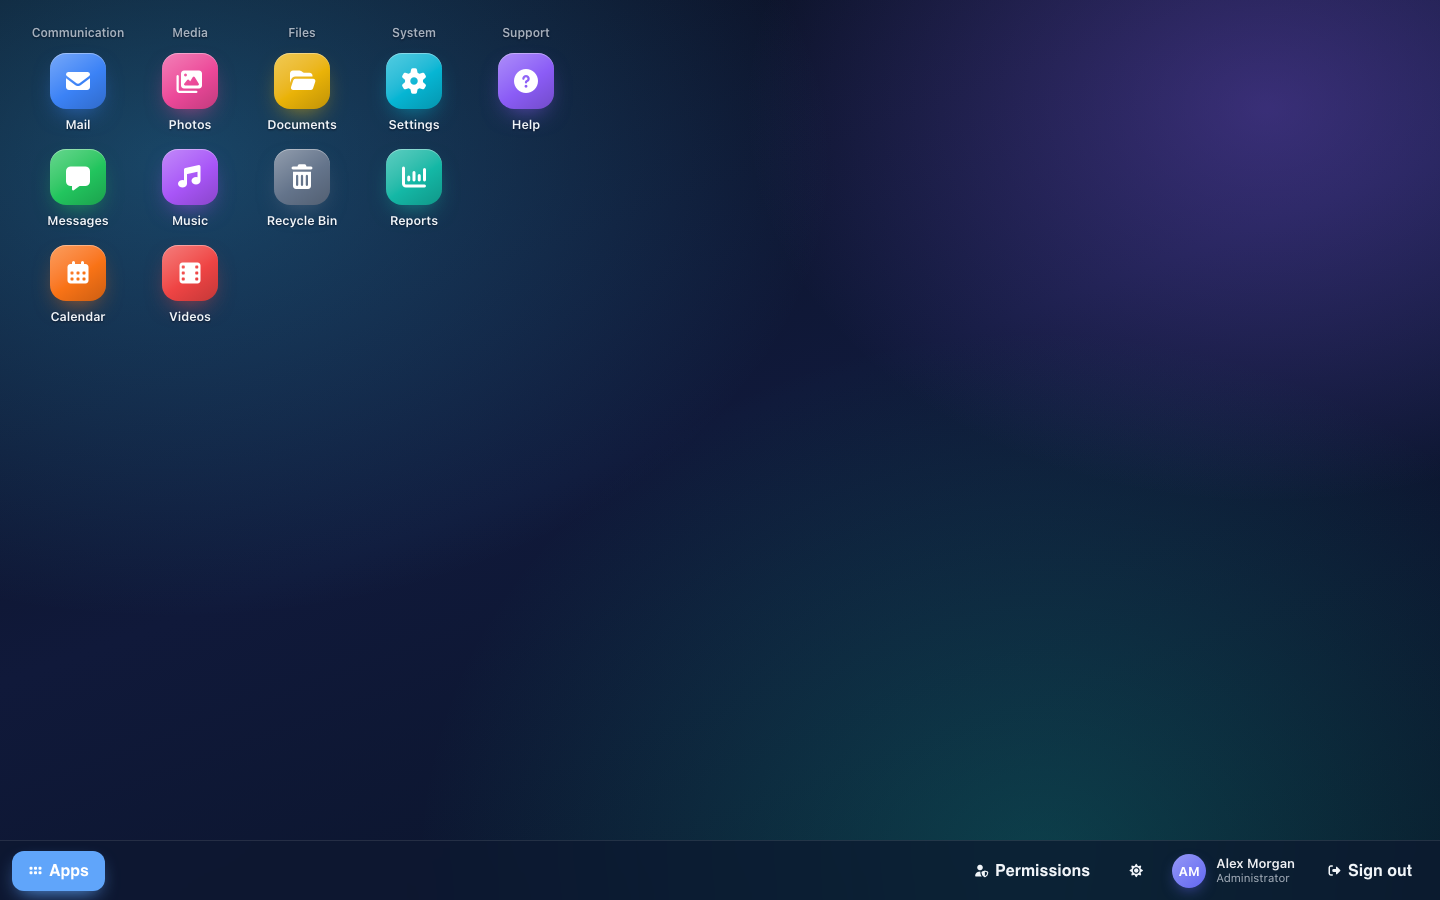 Communication
Media
Files
System
Support
Mail
Photos
Documents
Settings
Help
Messages
Music
Recycle Bin
Reports
Calendar
Videos
Apps
Permissions
AM
Alex Morgan
Administrator
Sign out